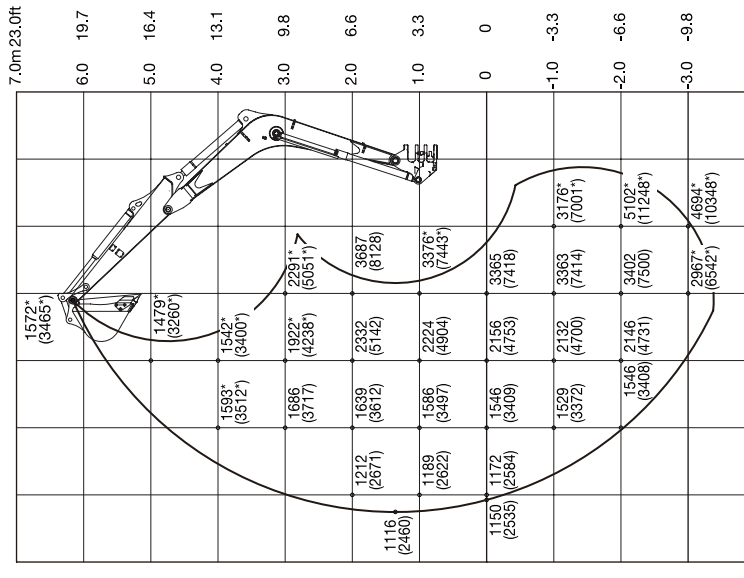 7.0m 23.0ft
1572*
(3465*)
6.0 19.7
5.0 16.4
1479*
(3260*)
4.0 13.1
1593* 1542*
(3512*) (3400*)
3.0 9.8
1686 1922* 2291*
(3717) (4238*) (5051*)
2.0 6.6
1212 1639 2332 3687
(2671) (3612) (5142) (8128)
1116
(2460)
1.0 3.3
1189 1586 2224 3376*
(2622) (3497) (4904) (7443*)
0 0
1150
(2535)
1172 1546 2156 3365
(2584) (3409) (4753) (7418)
-1.0 -3.3
1529 2132 3363 3176*
(3372) (4700) (7414) (7001*)
-2.0 -6.6
1546 2146 3402 5102*
(3408) (4731) (7500) (11248*)
-3.0 -9.8
2967* 4694*
(6542*) (10348*)